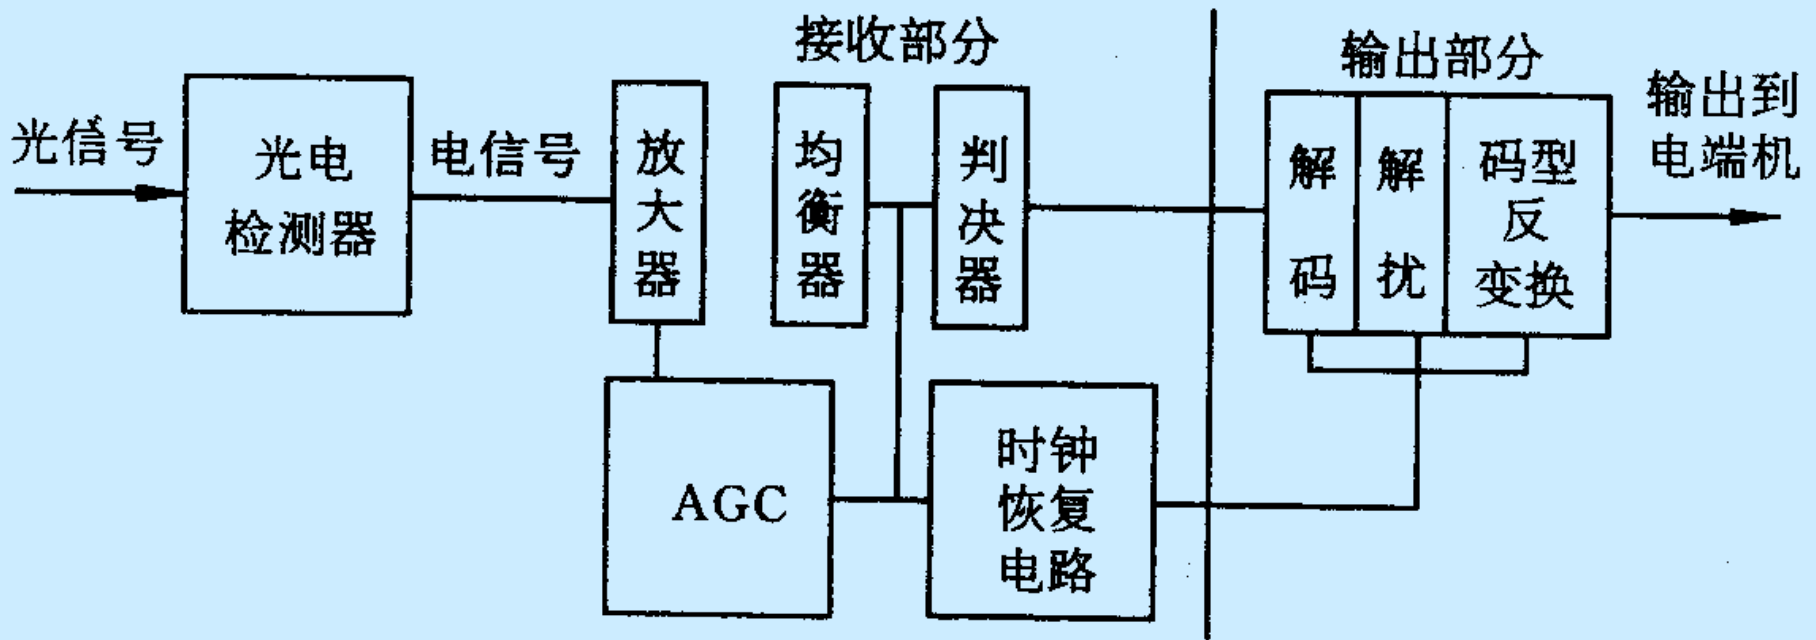 接收部分
输出部分
光信号
光电
检测器
电信号
放
大
器
均
衡
器
判
决
器
解
码
解
扰
码型
反
变换
输出到
电端机
AGC
时钟
恢复
电路